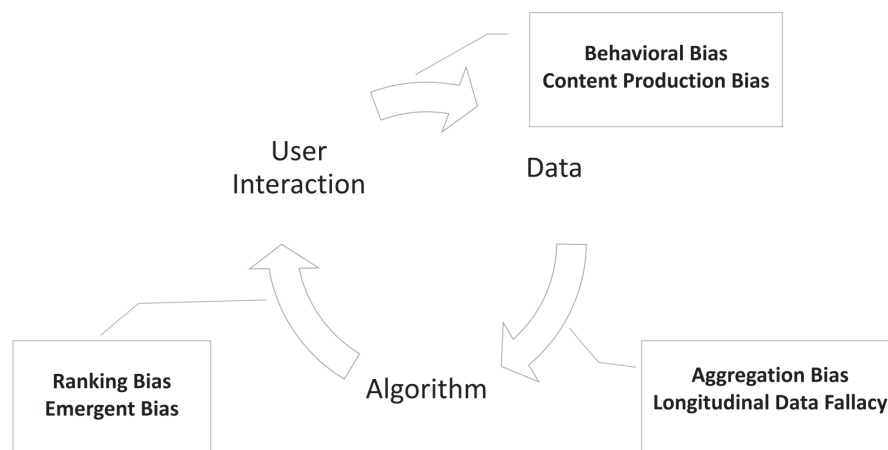 Behavioral Bias
Content Production Bias
User
Interaction
Data
Ranking Bias
Emergent Bias
Algorithm
Aggregation Bias
Longitudinal Data Fallacy